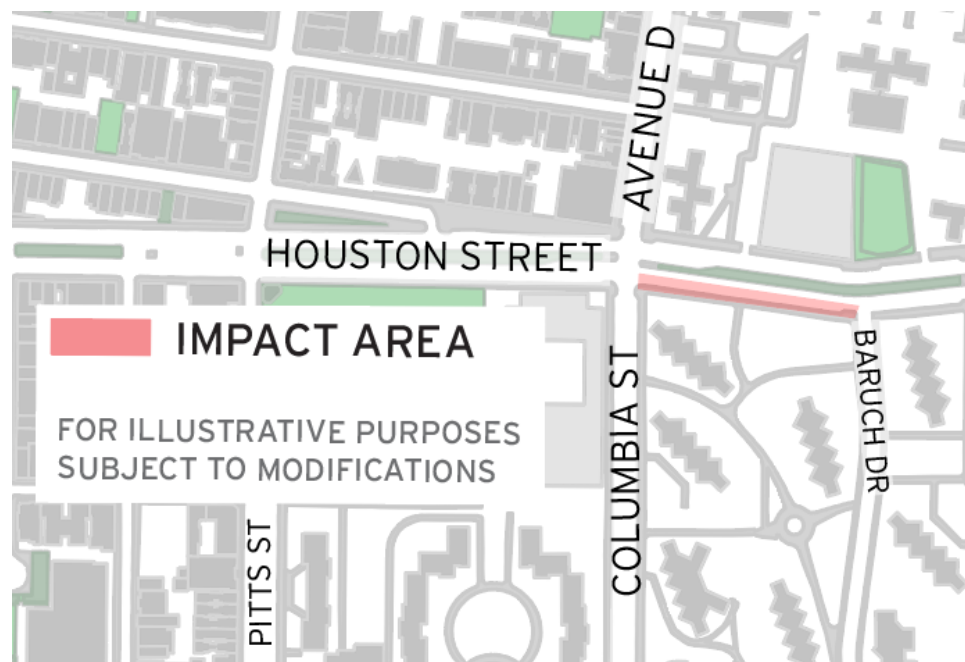 AVENUE D
HOUSTON STREET
IMPACT AREA
FOR ILLUSTRATIVE PURPOSES
SUBJECT TO MODIFICATIONS
COLUMBIA ST
BARUCH DR
PITTS ST